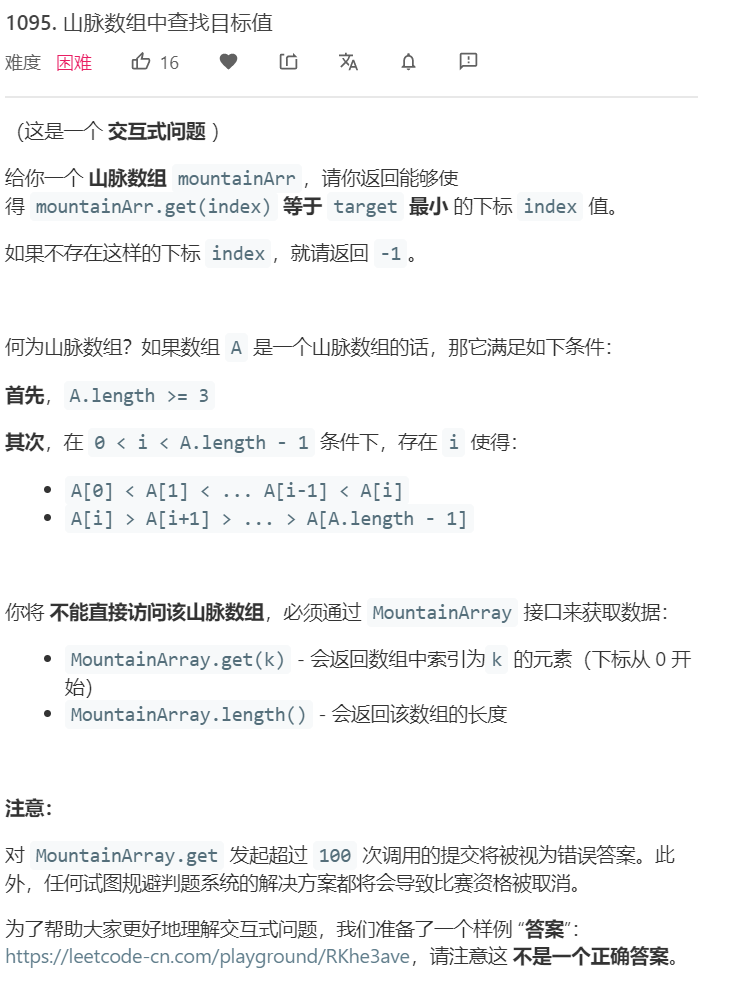 1095. 山脉数组中查找目标值
难度 困难 16
（这是一个 交互式问题 ）
给你一个 山脉数组 mountainArr，请你返回能够使
得 mountainArr.get(index) 等于 target 最小 的下标 index 值。
如果不存在这样的下标 index，就请返回 -1。
何为山脉数组？如果数组 A 是一个山脉数组的话，那它满足如下条件：
首先，A.length >= 3
其次，在 0 < i < A.length - 1 条件下，存在 i 使得：
• A[0] < A[1] < ... A[i-1] < A[i]
• A[i] > A[i+1] > ... > A[A.length - 1]
你将 不能直接访问该山脉数组，必须通过 MountainArray 接口来获取数据：
• MountainArray.get(k) - 会返回数组中索引为k 的元素（下标从 0 开
始）
• MountainArray.length() - 会返回该数组的长度
注意：
对 MountainArray.get 发起超过 100 次调用的提交将被视为错误答案。此
外，任何试图规避判题系统的解决方案都将会导致比赛资格被取消。
为了帮助大家更好地理解交互式问题，我们准备了一个样例 “答案”：
https://leetcode-cn.com/playground/RKhe3ave，请注意这 不是一个正确答案。